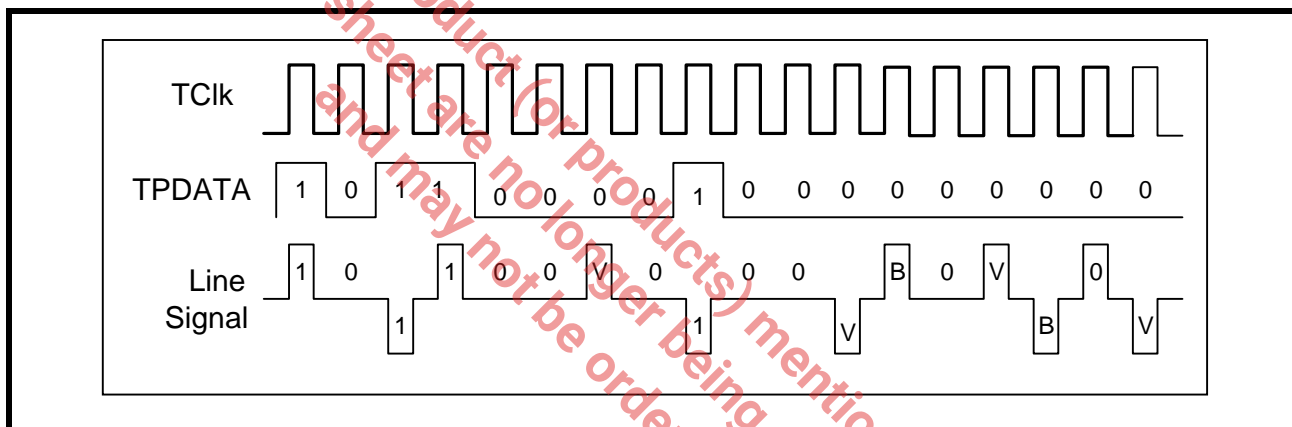 product (or products) mentio
sheet are no longer being
and may not be orde
TClk
TPDATA 1 0 1 1 0 0 0 0 1 0 0 0 0 0 0 0 0 0
Line Signal 1 0 1 1 0 0 V 0 1 0 0 V B 0 V B 0 V